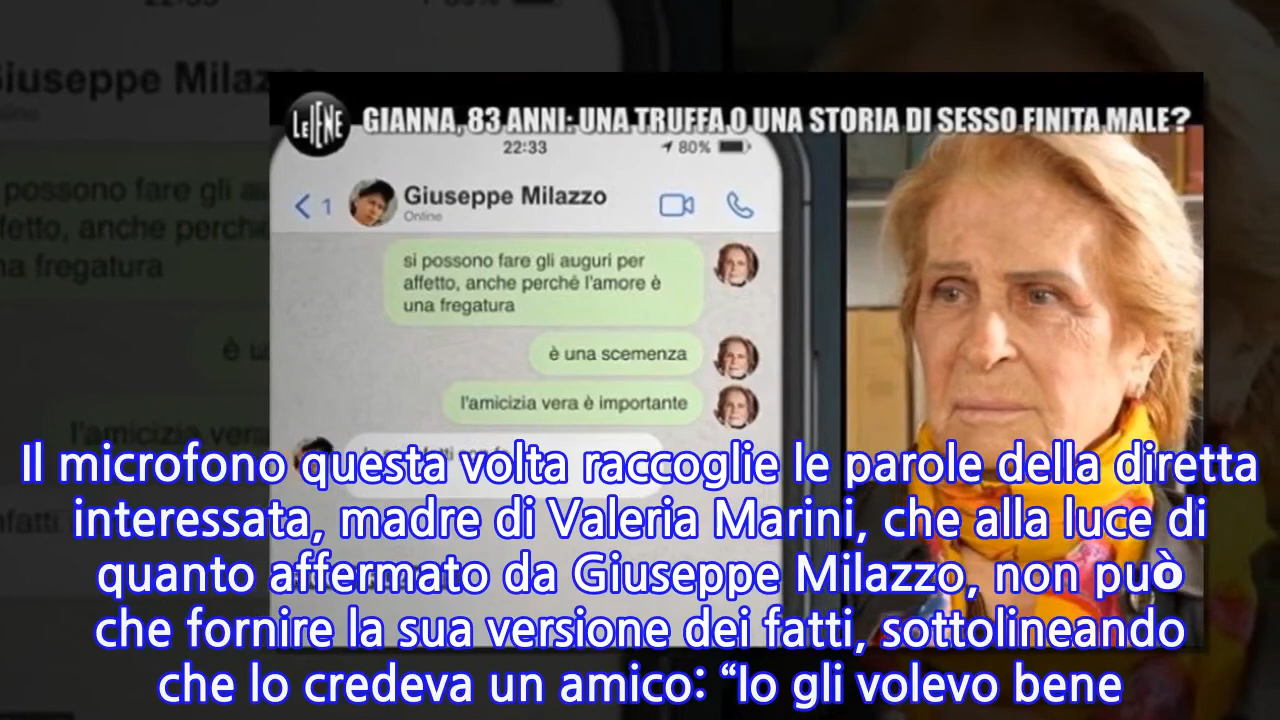 Le IENE
GIANNA, 83 ANNI: UNA TRUFFA O UNA STORIA DI SESSO FINITA MALE?
22:33
80%
1
Giuseppe Milazzo
Online
si possono fare gli auguri per
affetto, anche perché l'amore è
una fregatura
è una scemenza
l'amicizia vera è importante
Il microfono questa volta raccoglie le parole della diretta
interessata, madre di Valeria Marini, che alla luce di
quanto affermato da Giuseppe Milazzo, non può
che fornire la sua versione dei fatti, sottolineando
che lo credeva un amico: “Io gli volevo bene